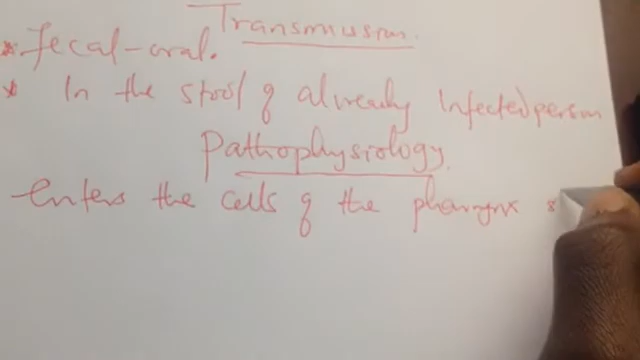 Transmission.
* Fecal-oral.
* In the stool of already infected person
Pathophysiology.
Enters the cells of the pharynx *